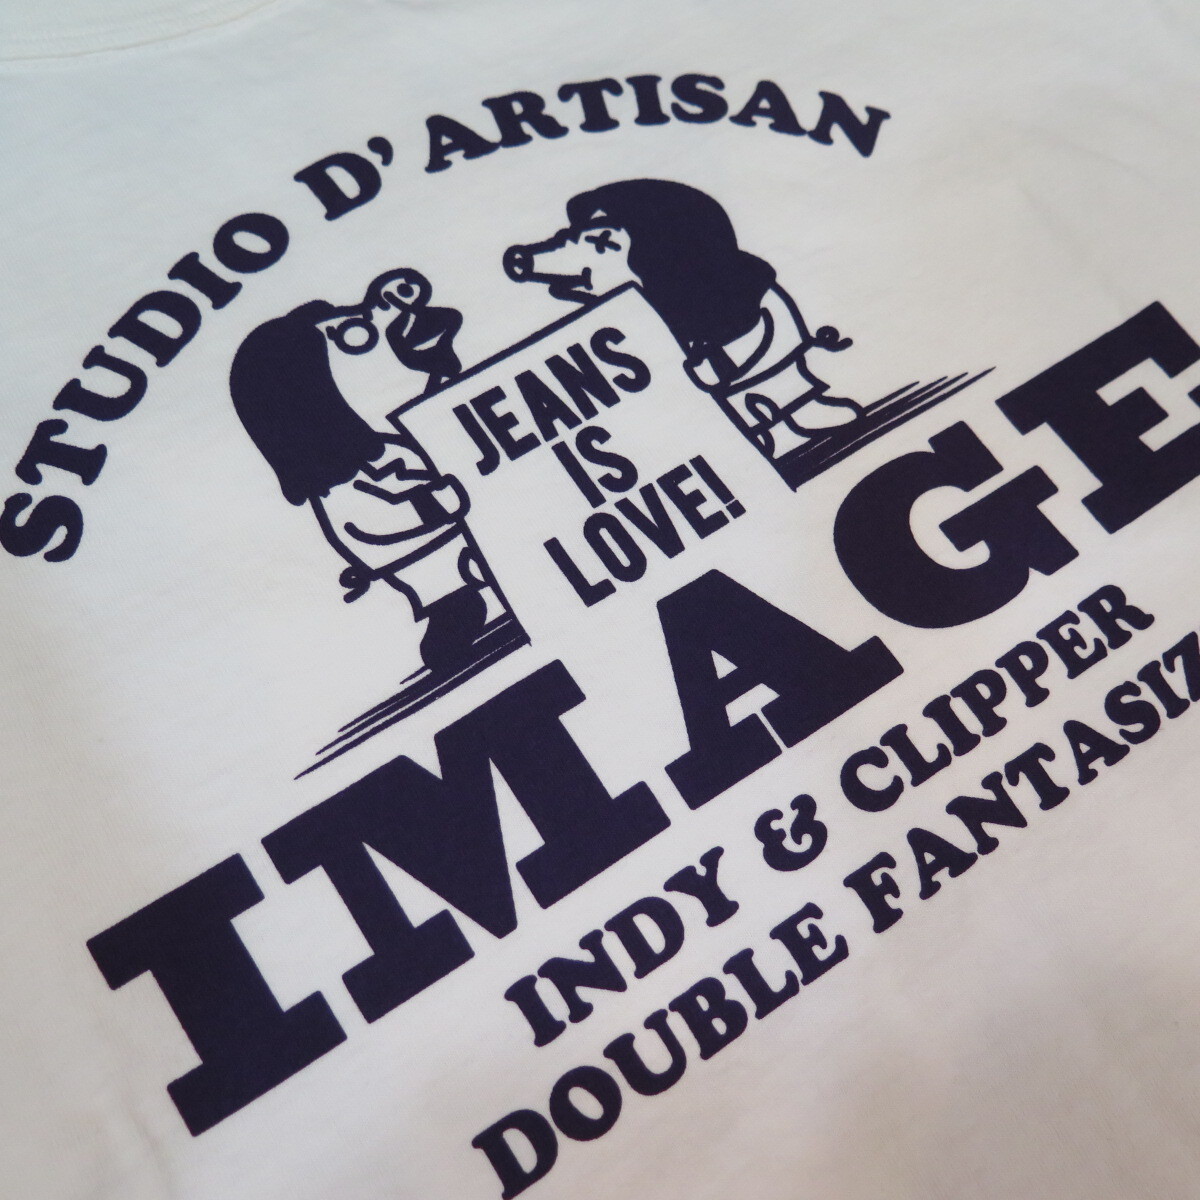 STUDIO D'ARTISAN
JEANS
IS
LOVE!
IMAGE
INDY & CLIPPER
DOUBLE FANTASIZ